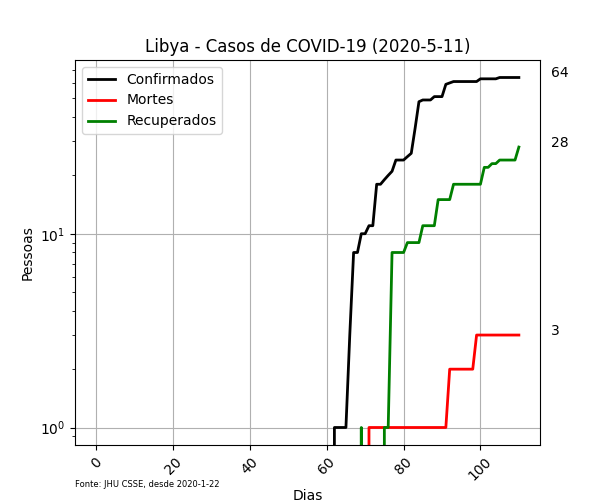 Libya - Casos de COVID-19 (2020-5-11)
Confirmados
Mortes
Recuperados
64
28
3
Pessoas
10¹
10⁰
0
20
40
60
80
100
Dias
Fonte: JHU CSSE, desde 2020-1-22